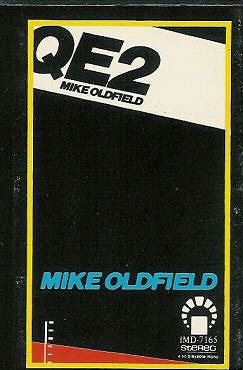 QE2
MIKE OLDFIELD
MIKE OLDFIELD
IMD-7165
STEREO